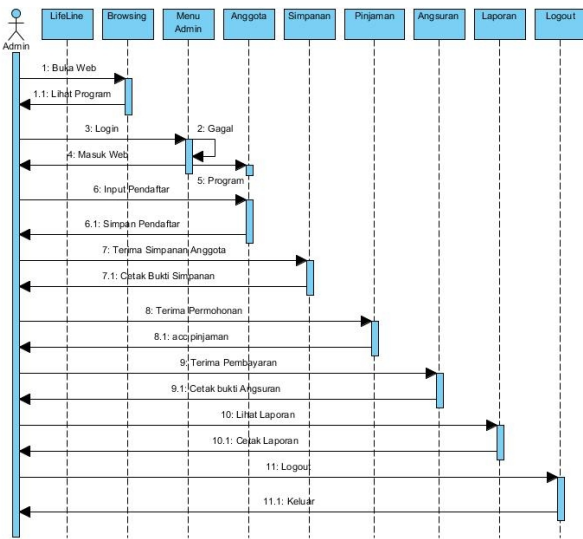 LifeLine
Browsing
Menu
Admin
Anggota
Simpanan
Pinjaman
Angsuran
Laporan
Logout
Admin
1: Buka Web
1.1: Lihat Program
3: Login
2: Gagal
4: Masuk Web
5: Program
6: Input Pendaftar
6.1: Simpan Pendaftar
7: Terima Simpanan Anggota
7.1: Cetak Bukti Simpanan
8: Terima Permohonan
8.1: acc pinjaman
9: Terima Pembayaran
9.1: Cetak bukti Angsuran
10: Lihat Laporan
10.1: Cetak Laporan
11: Logout
11.1: Keluar